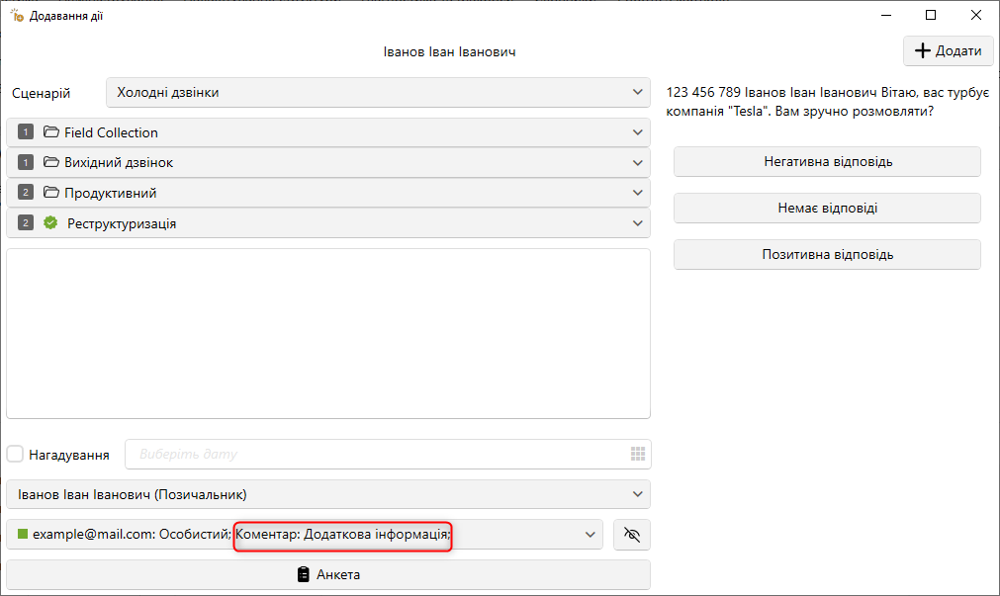 Додавання дії
Іванов Іван Іванович
Додати
Сценарій
Холодні дзвінки
1 Field Collection
1 Вихідний дзвінок
2 Продуктивний
2 Реструктуризація
Нагадування
Виберіть дату
Іванов Іван Іванович (Позичальник)
example@mail.com: Особистий; Коментар: Додаткова інформація;
Анкета
123 456 789 Іванов Іван Іванович Вітаю, вас турбує
компанія "Tesla". Вам зручно розмовляти?
Негативна відповідь
Немає відповіді
Позитивна відповідь